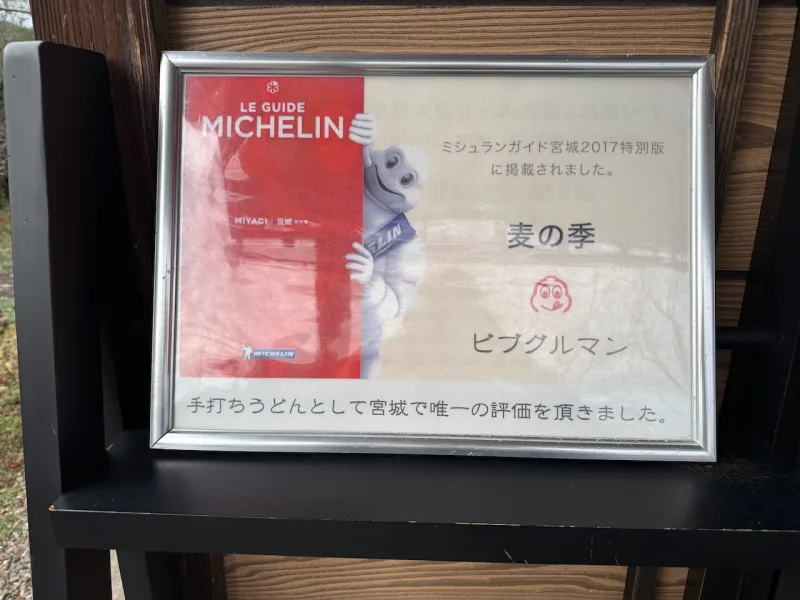 LE GUIDE
MICHELIN
MIYAGI 宮城
MICHELIN
ミシュランガイド宮城2017特別版
に掲載されました。
麦の季
ビブグルマン
手打ちうどんとして宮城で唯一の評価を頂きました。